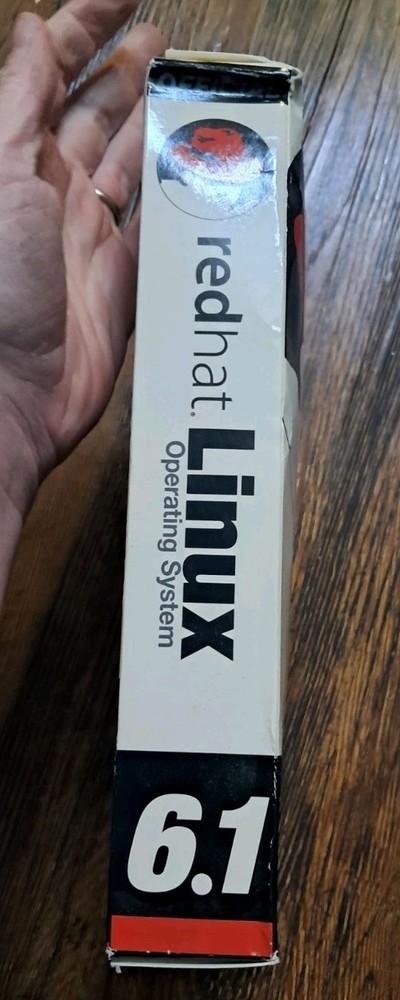 redhat.
Linux
Operating System
6.1